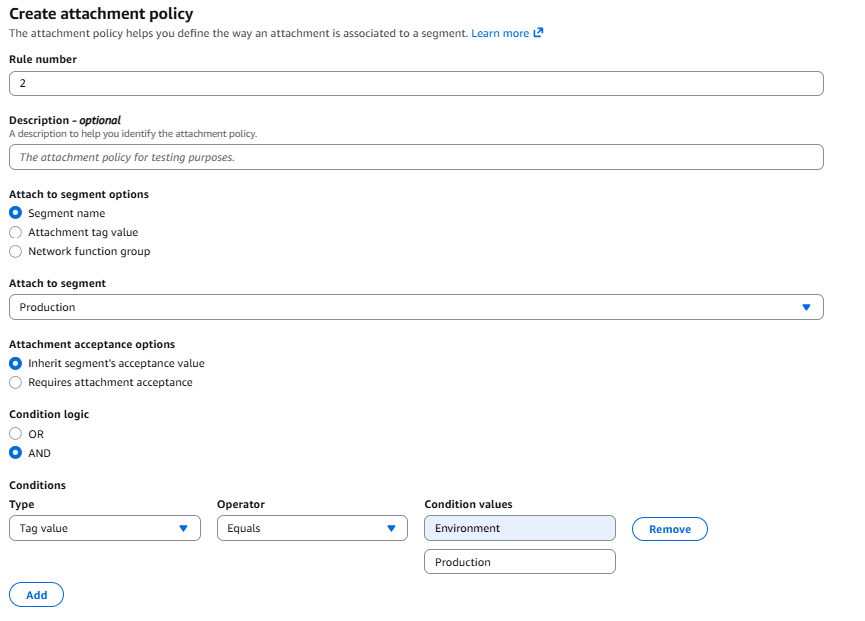 Create attachment policy
The attachment policy helps you define the way an attachment is associated to a segment. Learn more
Rule number
2
Description - optional
A description to help you identify the attachment policy.
The attachment policy for testing purposes.
Attach to segment options
Segment name
Attachment tag value
Network function group
Attach to segment
Production
Attachment acceptance options
Inherit segment's acceptance value
Requires attachment acceptance
Condition logic
OR
AND
Conditions
Type Operator Condition values
Tag value Equals Environment Remove
Production
Add